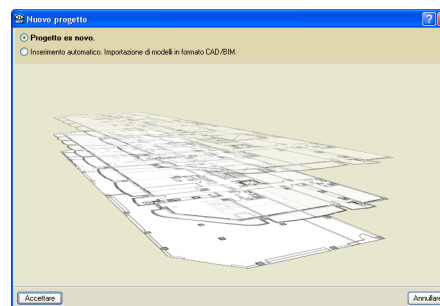 Nuovo progetto
Progetto ex novo.
Inserimento automatico. Importazione di modelli in formato CAD/BIM.
Accettare
Annullare